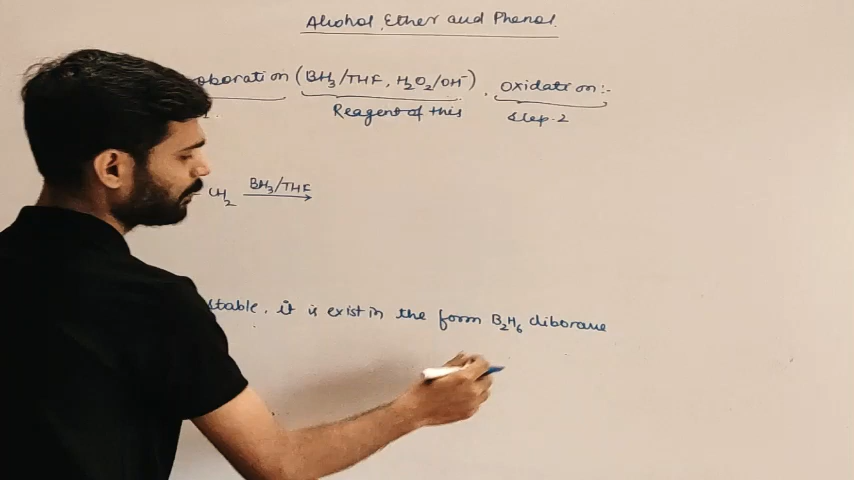 Alcohol, Ether and Phenol.
oboration (BH3/THF, H2O2/OH⁻), Oxidation:-
Reagent of this Step-2
1.
CH2 BH3/THF →
stable, it is exist in the form B2H6 diborane